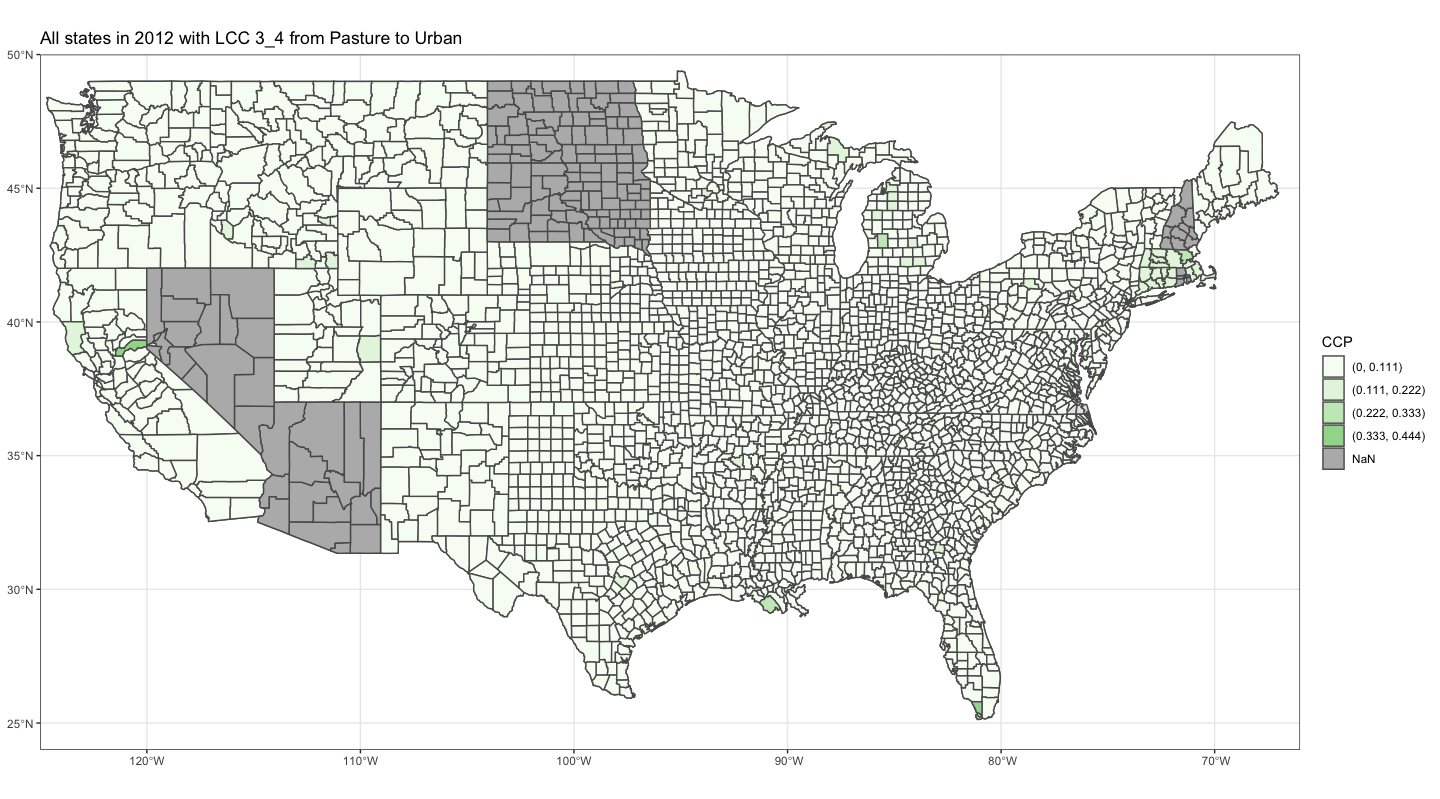 All states in 2012 with LCC 3_4 from Pasture to Urban
50°N
45°N
40°N
35°N
30°N
25°N
120°W
110°W
100°W
90°W
80°W
70°W
CCP
(0, 0.111)
(0.111, 0.222)
(0.222, 0.333)
(0.333, 0.444)
NaN